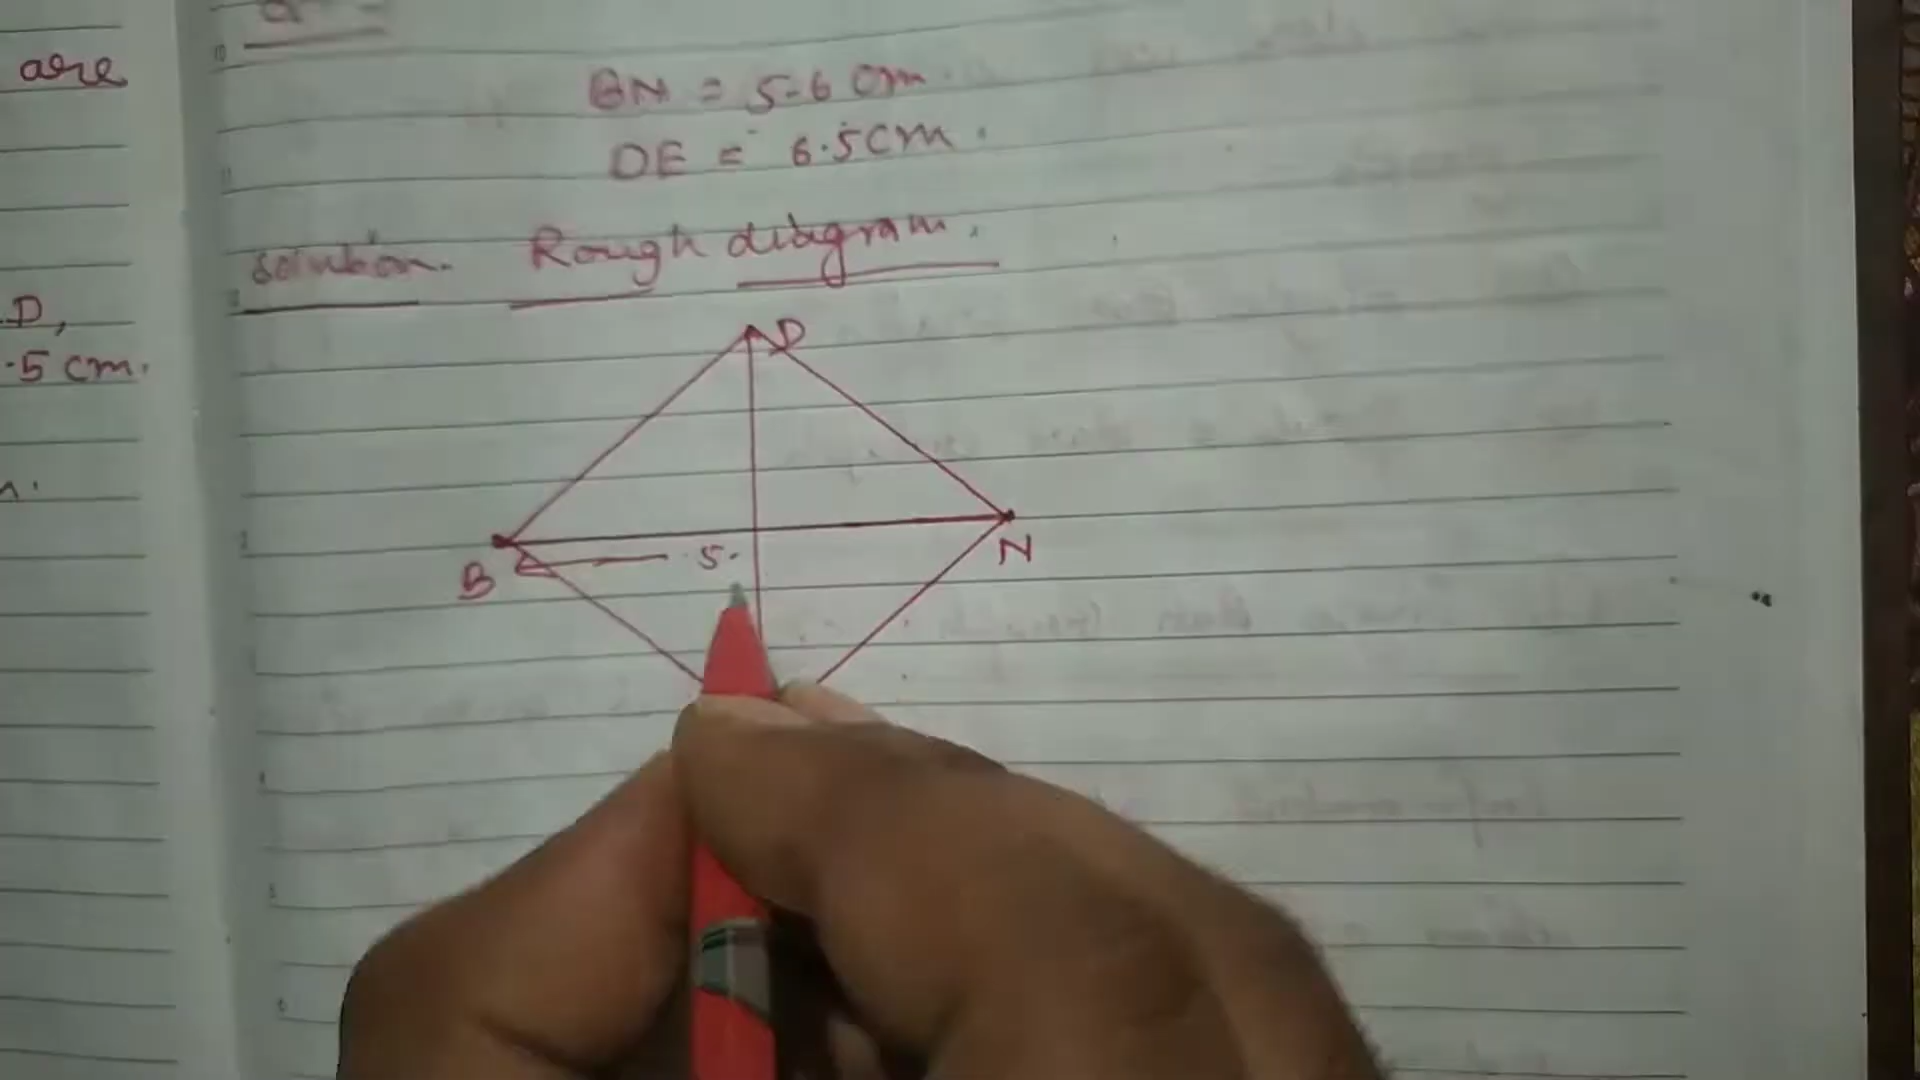 are
D,
.5 cm.
BN = 5.6 cm.
DE = 6.5 cm.
Solution. Rough diagram.
D
B
5.
N